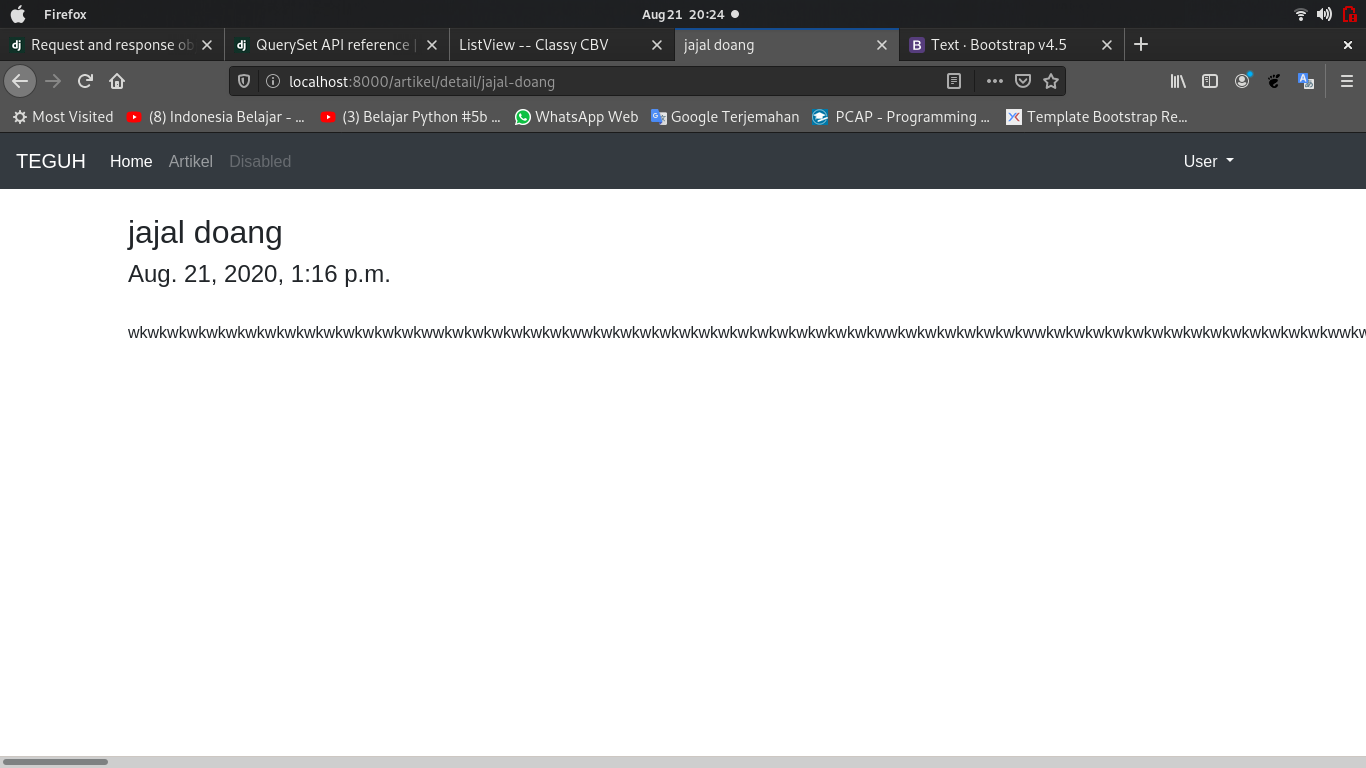 Firefox
Aug 21 20:24
Request and response ob
QuerySet API reference |
ListView -- Classy CBV
jajal doang
Text · Bootstrap v4.5
localhost:8000/artikel/detail/jajal-doang
Most Visited
(8) Indonesia Belajar - ...
(3) Belajar Python #5b ...
WhatsApp Web
Google Terjemahan
PCAP - Programming ...
Template Bootstrap Re...
TEGUH
Home
Artikel
Disabled
User
jajal doang
Aug. 21, 2020, 1:16 p.m.